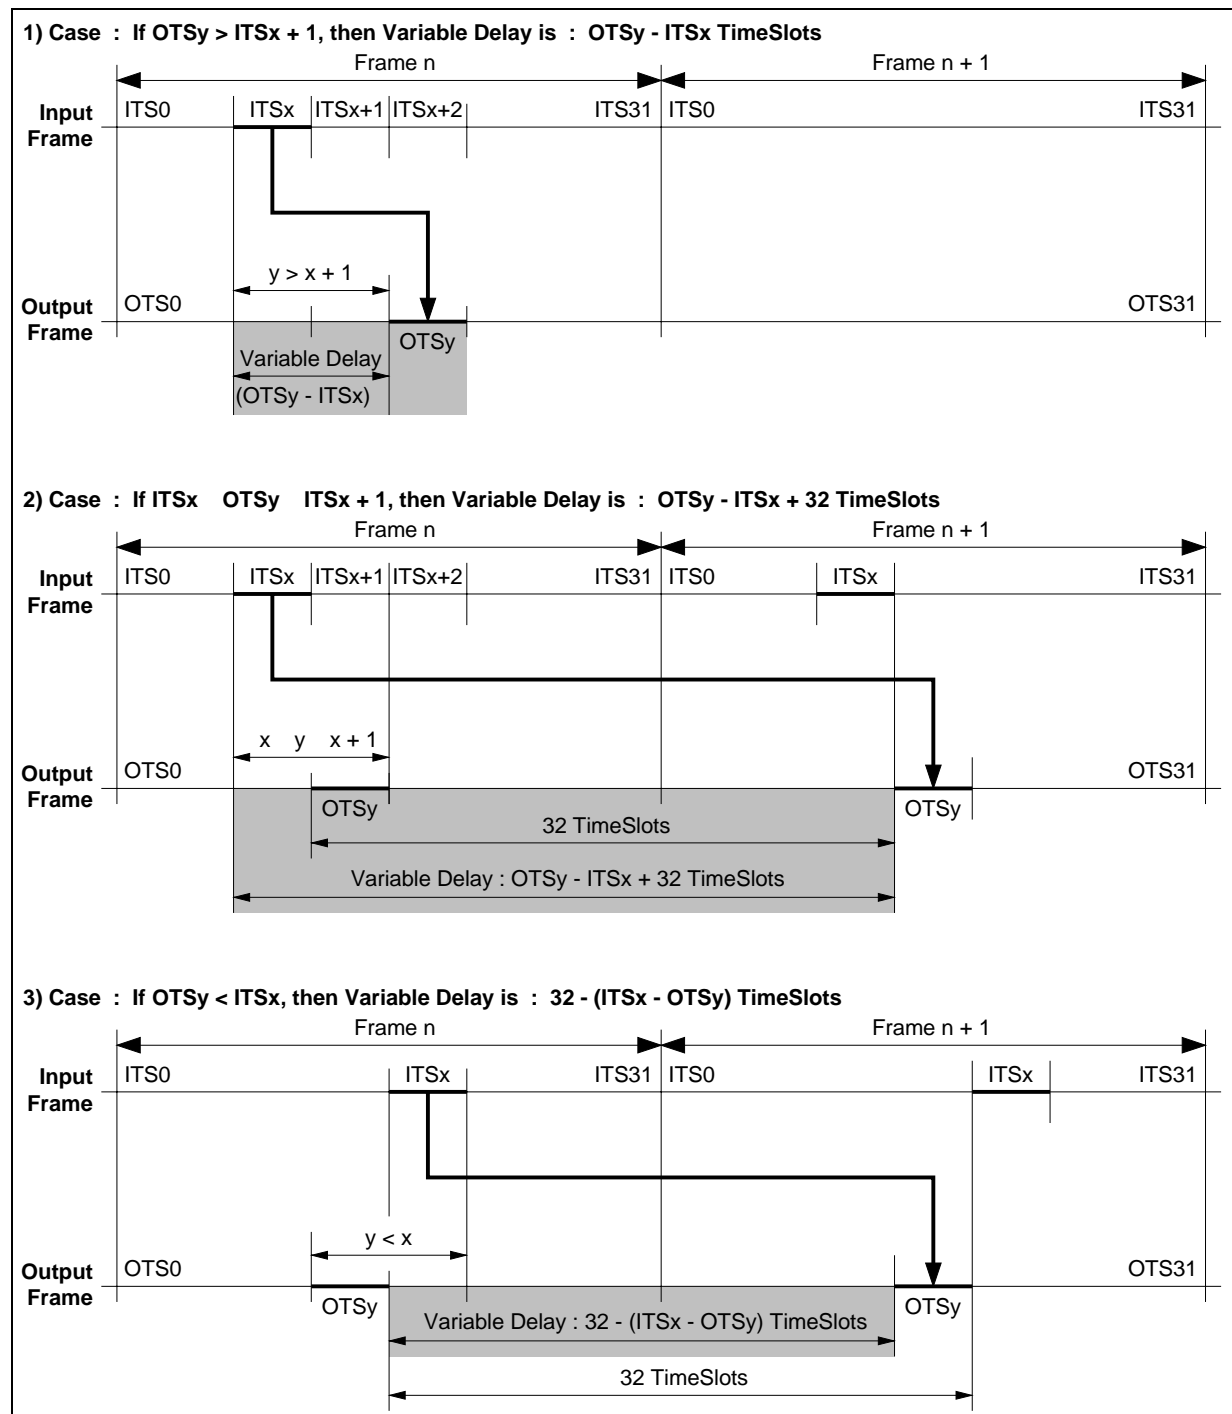 1) Case : If OTSy > ITSx + 1, then Variable Delay is : OTSy - ITSx TimeSlots
Frame n
Frame n + 1
Input Frame
ITS0
ITSx
ITSx+1
ITSx+2
ITS31
ITS0
ITS31
y > x + 1
Output Frame
OTS0
OTS31
OTSy
Variable Delay
(OTSy - ITSx)
2) Case : If ITSx OTSy ITSx + 1, then Variable Delay is : OTSy - ITSx + 32 TimeSlots
Frame n
Frame n + 1
Input Frame
ITS0
ITSx
ITSx+1
ITSx+2
ITS31
ITS0
ITSx
ITS31
x y x + 1
Output Frame
OTS0
OTS31
OTSy
OTSy
32 TimeSlots
Variable Delay : OTSy - ITSx + 32 TimeSlots
3) Case : If OTSy < ITSx, then Variable Delay is : 32 - (ITSx - OTSy) TimeSlots
Frame n
Frame n + 1
Input Frame
ITS0
ITSx
ITS31
ITS0
ITSx
ITS31
y < x
Output Frame
OTS0
OTS31
OTSy
OTSy
Variable Delay : 32 - (ITSx - OTSy) TimeSlots
32 TimeSlots